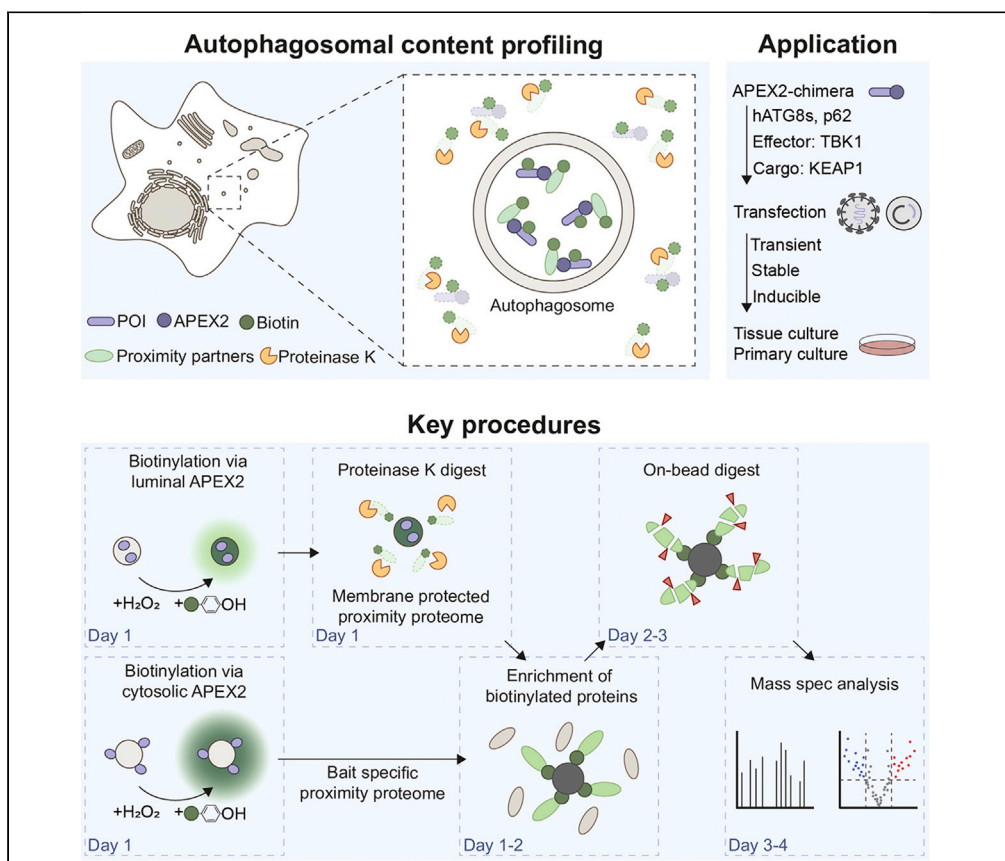 Autophagosomal content profiling
Autophagosome
POI
APEX2
Biotin
Proximity partners
Proteinase K
Application
APEX2-chimera
hATG8s, p62
Effector: TBK1
Cargo: KEAP1
Transfection
Transient
Stable
Inducible
Tissue culture
Primary culture
Key procedures
Biotinylation via
luminal APEX2
+H₂O₂
+
OH
Day 1
Proteinase K digest
Membrane protected
proximity proteome
Day 1
On-bead digest
Day 2-3
Biotinylation via
cytosolic APEX2
+H₂O₂
+
OH
Day 1
Bait specific
proximity proteome
Enrichment of
biotinylated proteins
Day 1-2
Mass spec analysis
Day 3-4